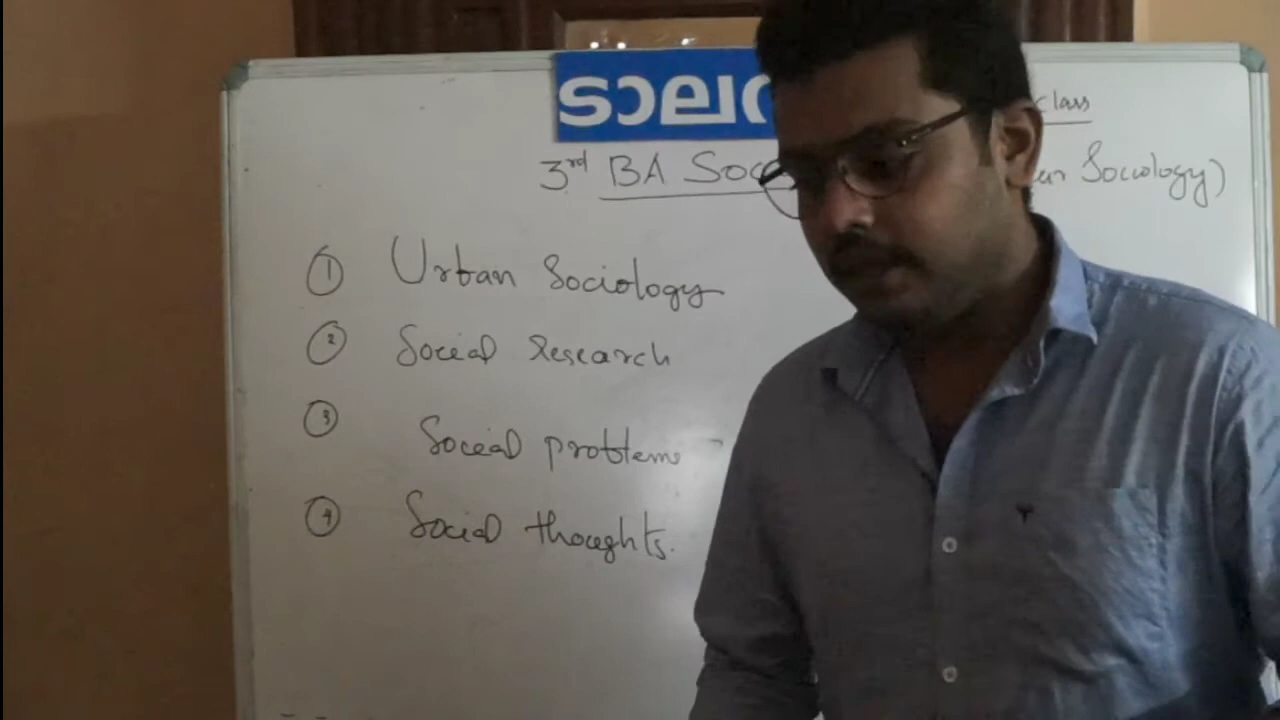 class
3rd BA Soc Sociology)
① Urban Sociology
② Social research
③ Social problems
④ Social thoughts.